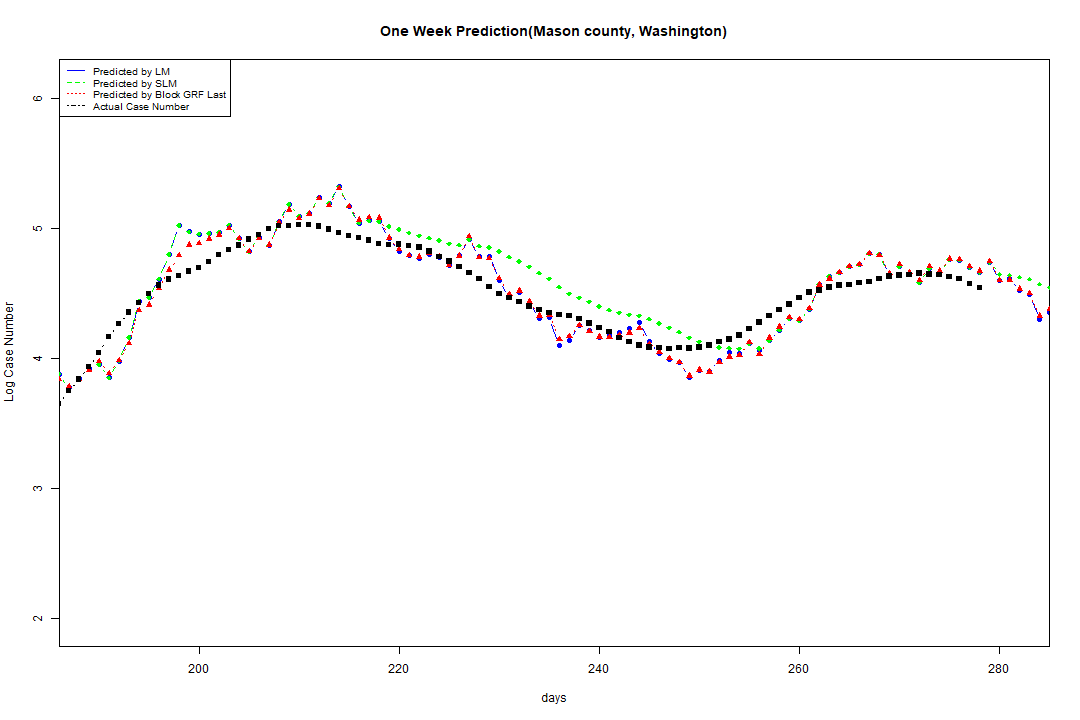 One Week Prediction(Mason county, Washington)
Predicted by LM
Predicted by SLM
Predicted by Block GRF Last
Actual Case Number
6
5
4
3
2
Log Case Number
200 220 240 260 280
days